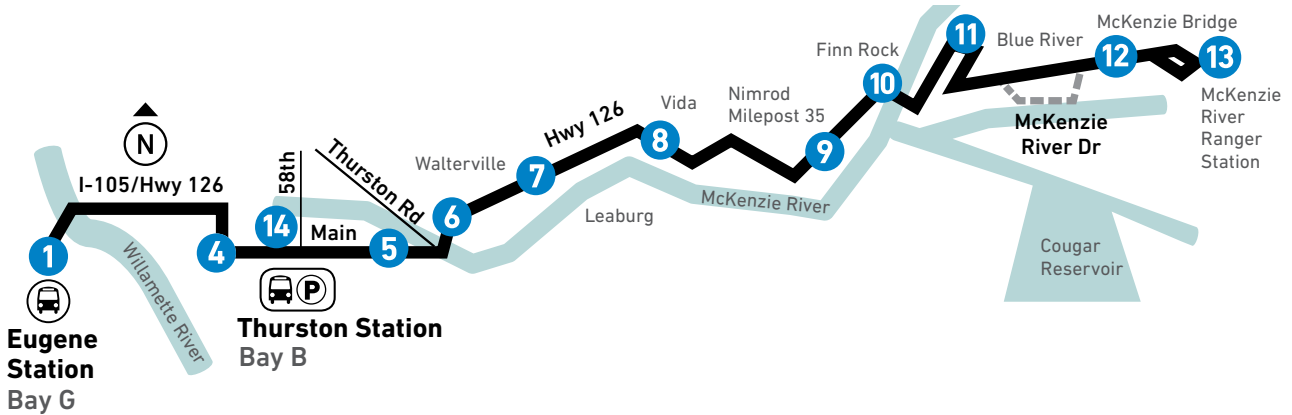 McKenzie Bridge
11
Blue River
12
13
Finn Rock
10
McKenzie
River
Ranger
Station
Nimrod
Milepost 35
Vida
Hwy 126
8
9
McKenzie
River Dr
N
Walterville
7
I-105/Hwy 126
58th
Thurston Rd
McKenzie River
Leaburg
6
14
Main
5
4
1
Willamette River
Cougar
Reservoir
P
Eugene
Station
Bay G
Thurston Station
Bay B